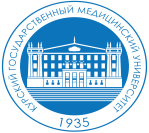 КУРСКИЙ ГОСУДАРСТВЕННЫЙ МЕДИЦИНСКИЙ УНИВЕРСИТЕТ
1935